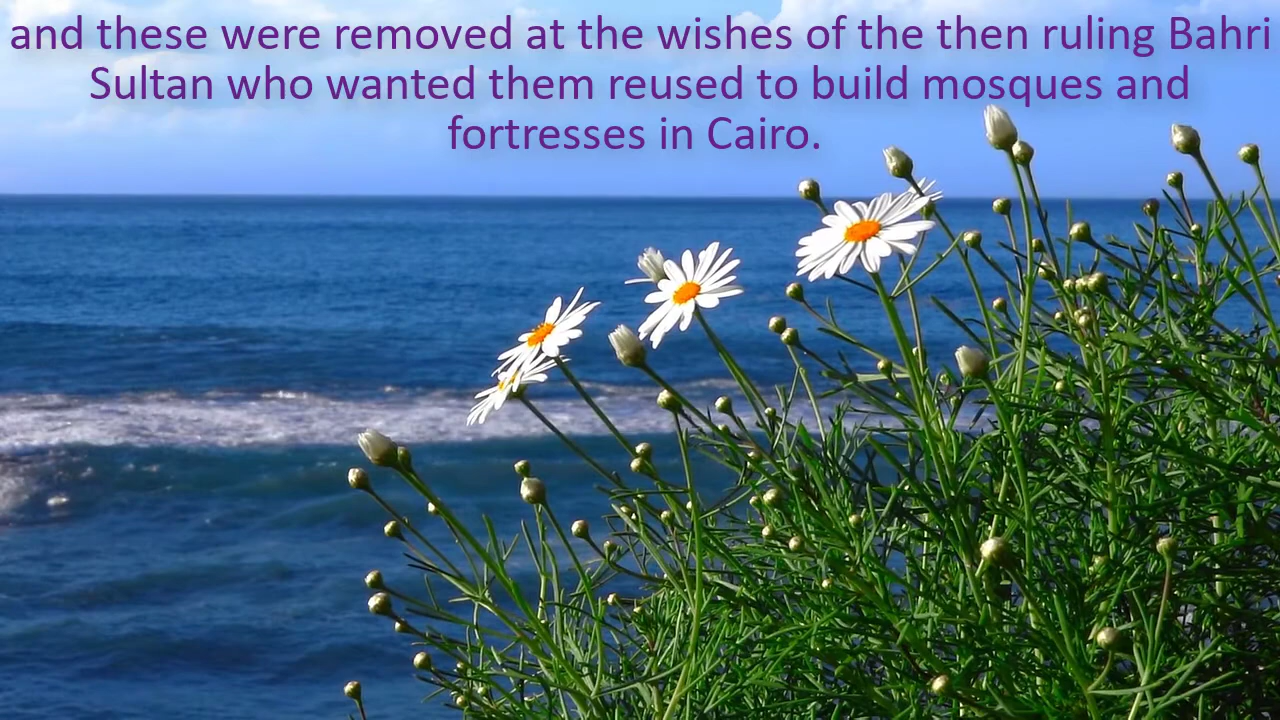 and these were removed at the wishes of the then ruling Bahri
Sultan who wanted them reused to build mosques and
fortresses in Cairo.